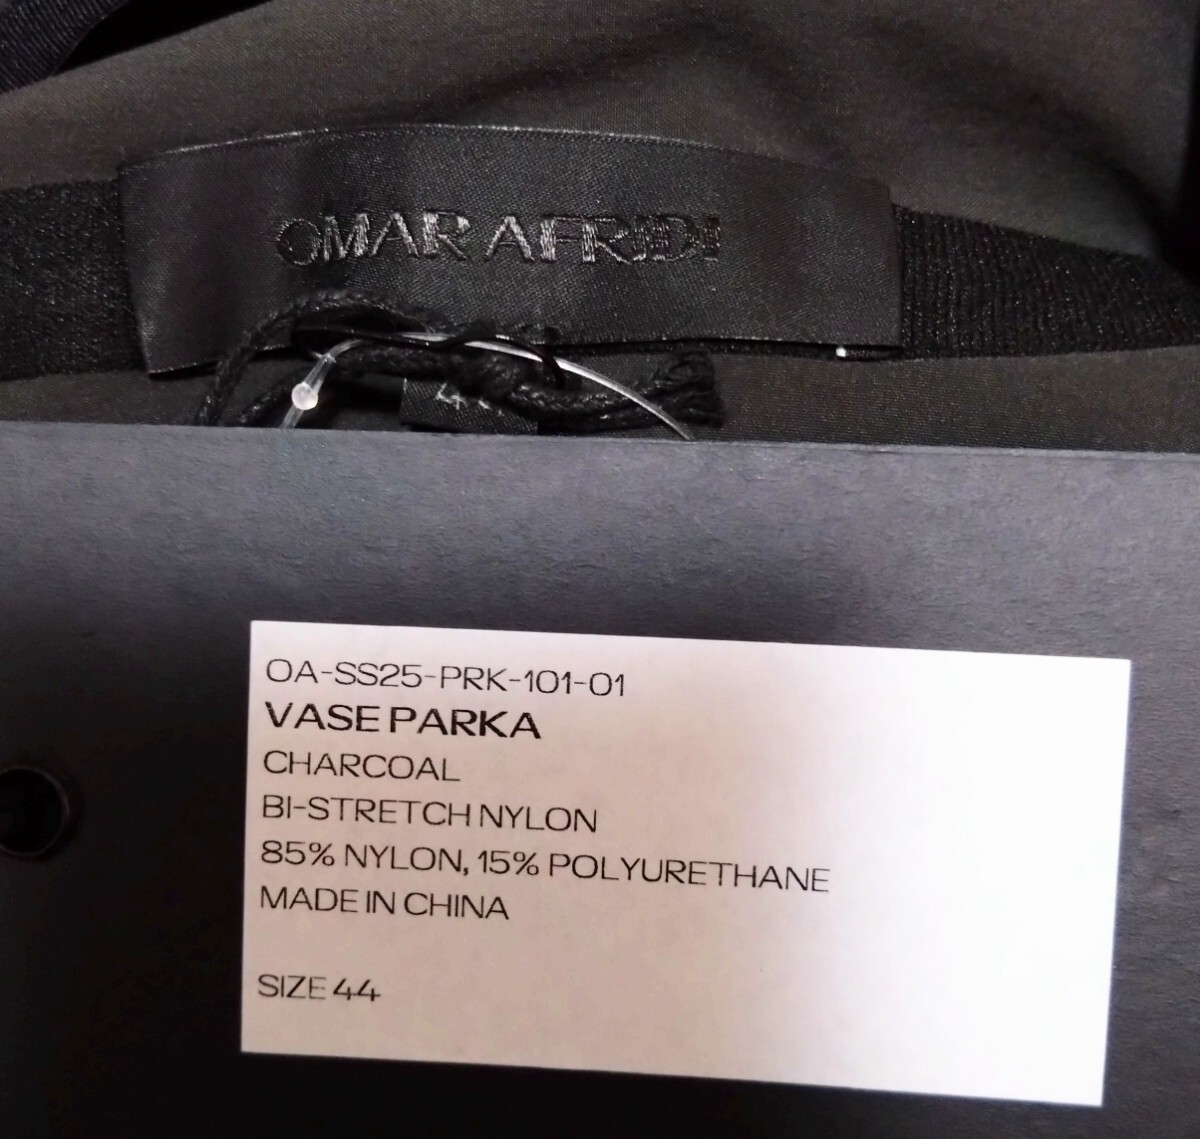 OMAR AFRIDI
OA-SS25-PRK-101-01
VASE PARKA
CHARCOAL
BI-STRETCH NYLON
85% NYLON, 15% POLYURETHANE
MADE IN CHINA
SIZE 44